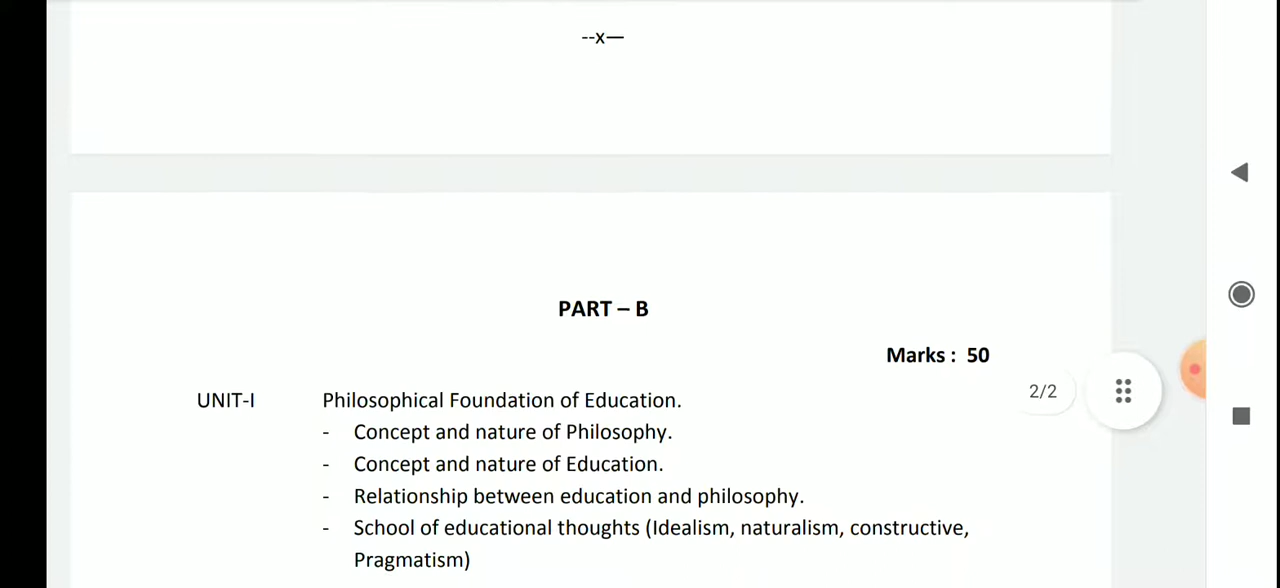 --x—
PART – B
Marks : 50
2/2
UNIT-I Philosophical Foundation of Education.
- Concept and nature of Philosophy.
- Concept and nature of Education.
- Relationship between education and philosophy.
- School of educational thoughts (Idealism, naturalism, constructive,
Pragmatism)